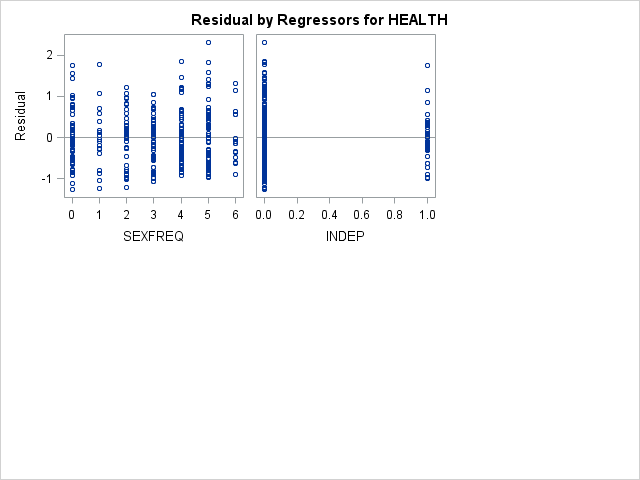 Residual by Regressors for HEALTH
Residual
2
1
0
-1
0 1 2 3 4 5 6
SEXFREQ
0.0 0.2 0.4 0.6 0.8 1.0
INDEP